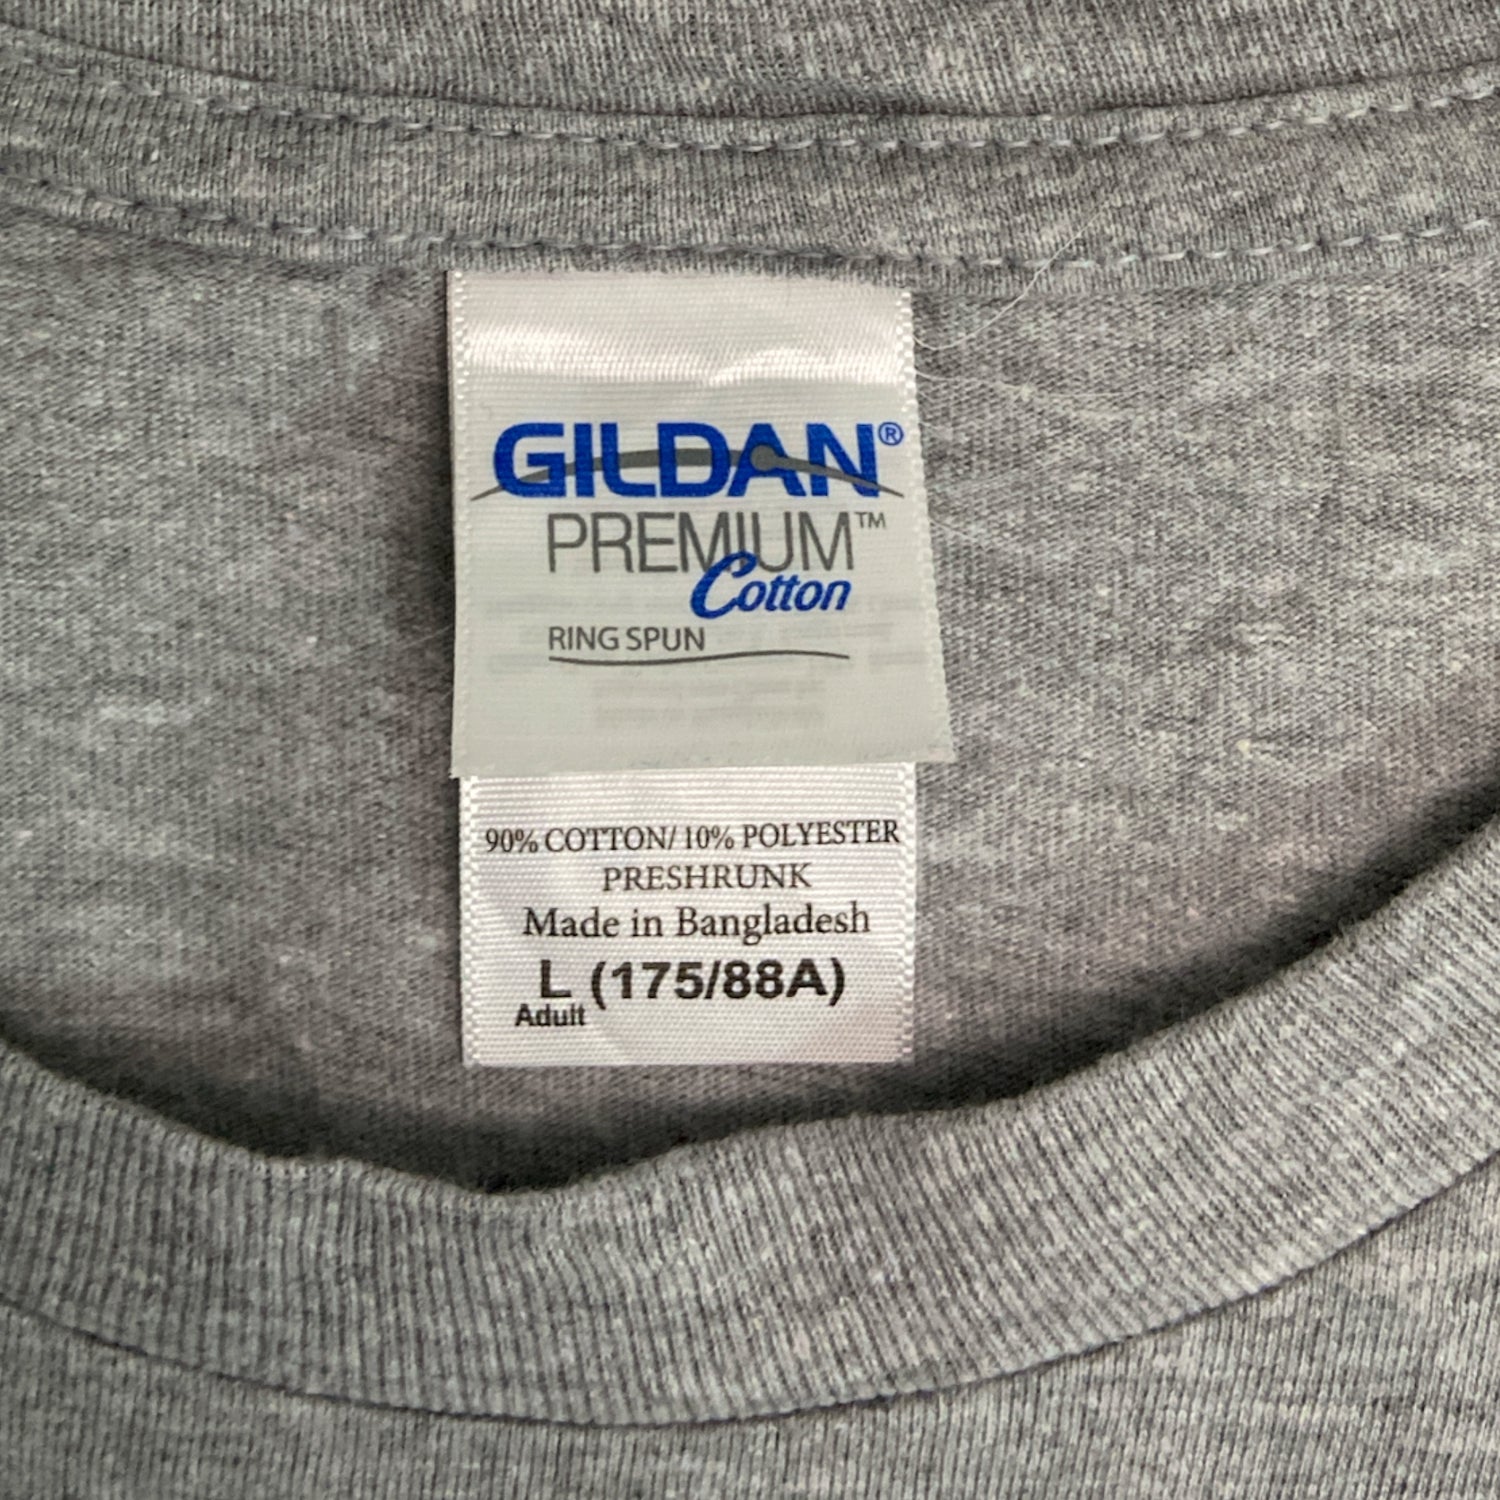 GILDAN®
PREMIUM™
Cotton
RING SPUN
90% COTTON/ 10% POLYESTER
PRESHRUNK
Made in Bangladesh
L (175/88A)
Adult